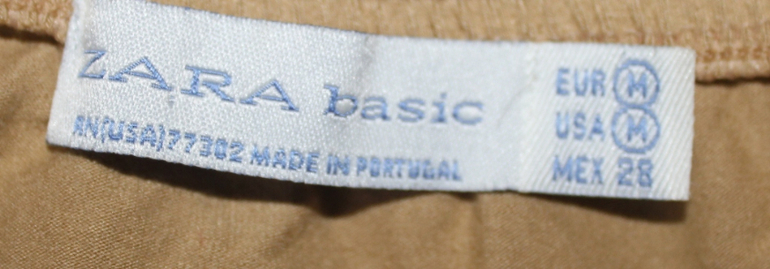 ZARA basic
RN(USA)77302 MADE IN PORTUGAL
EUR M
USA M
MEX 28